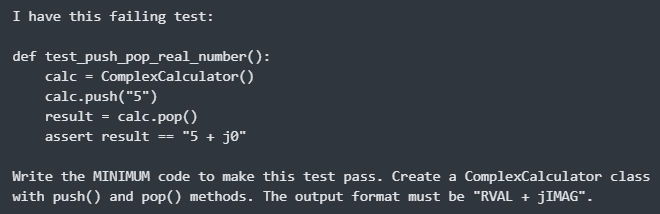 I have this failing test:

def test_push_pop_real_number():
    calc = ComplexCalculator()
    calc.push("5")
    result = calc.pop()
    assert result == "5 + j0"

Write the MINIMUM code to make this test pass. Create a ComplexCalculator class
with push() and pop() methods. The output format must be "RVAL + jIMAG".